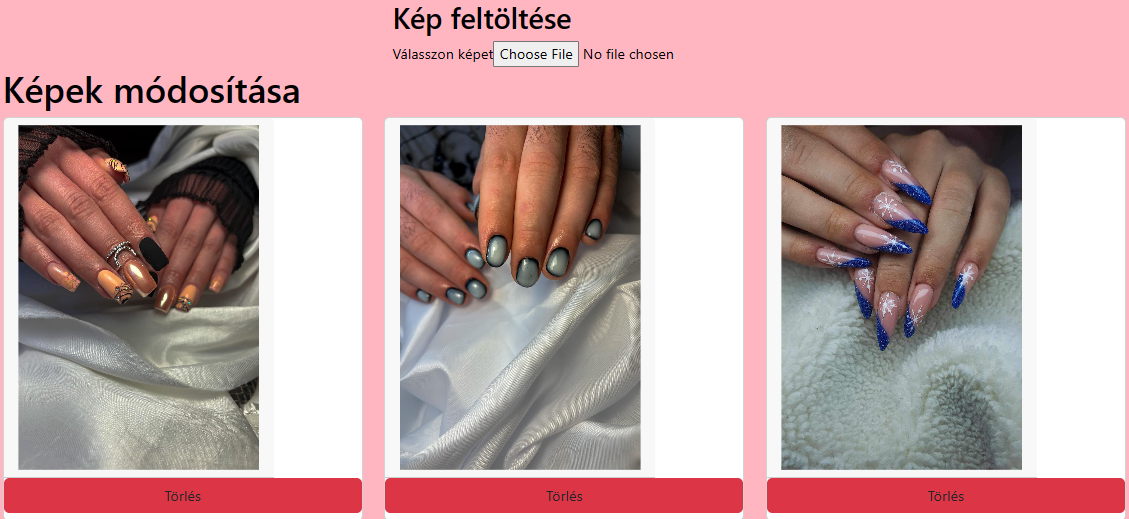 Kép feltöltése
Válasszon képet Choose File No file chosen
Képek módosítása
Törlés Törlés Törlés